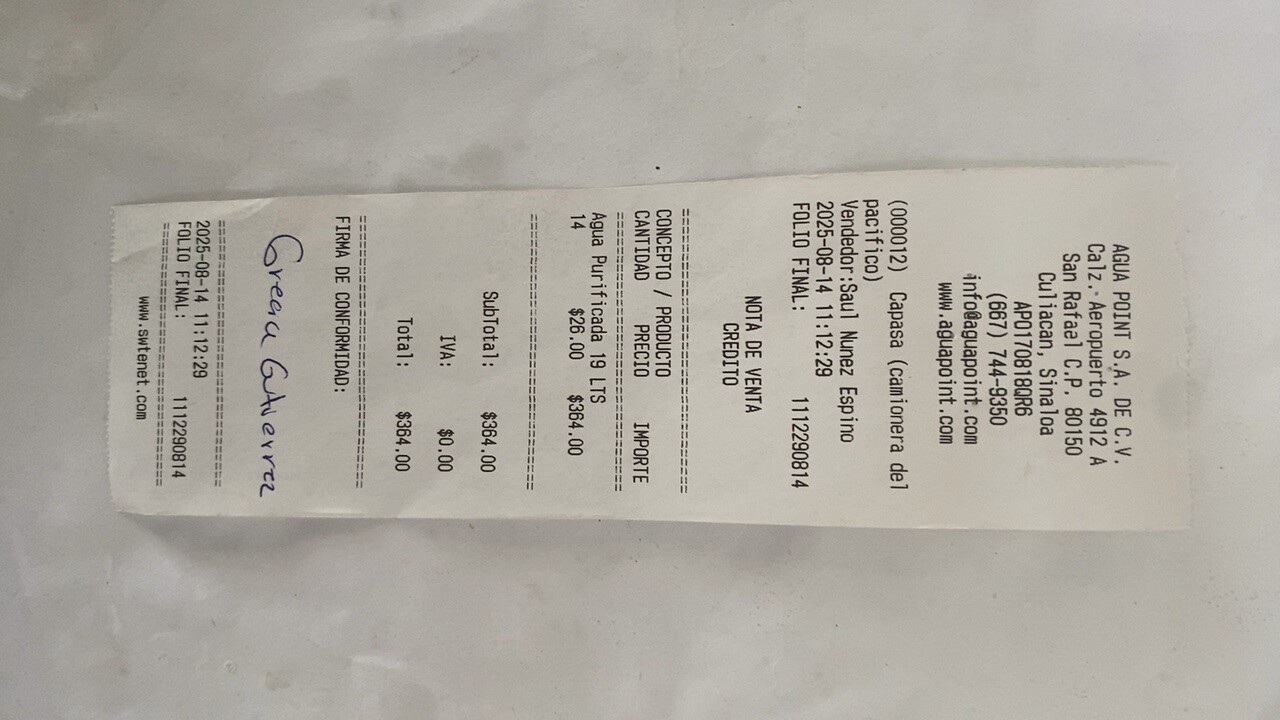 AGUA POINT S.A. DE C.V.
Calz. Aeropuerto 4912 A
San Rafael C.P. 80150
Culiacan, Sinaloa
APO170818QR6
(667) 744-9350
info@aguapoint.com
www.aguapoint.com
(000012) Capasa (camionera del
pacifico)
Vendedor:Saul Nunez Espino
2025-08-14 11:12:29
FOLIO FINAL: 1112290814
NOTA DE VENTA
CREDITO
==============================
CONCEPTO / PRODUCTO
CANTIDAD PRECIO IMPORTE
==============================
Agua Purificada 19 LTS
14 $26.00 $364.00
==============================
SubTotal: $364.00
IVA: $0.00
Total: $364.00
==============================
FIRMA DE CONFORMIDAD:
Gutierrez
==============================
2025-08-14 11:12:29
FOLIO FINAL: 1112290814
==============================
www.swtenet.com